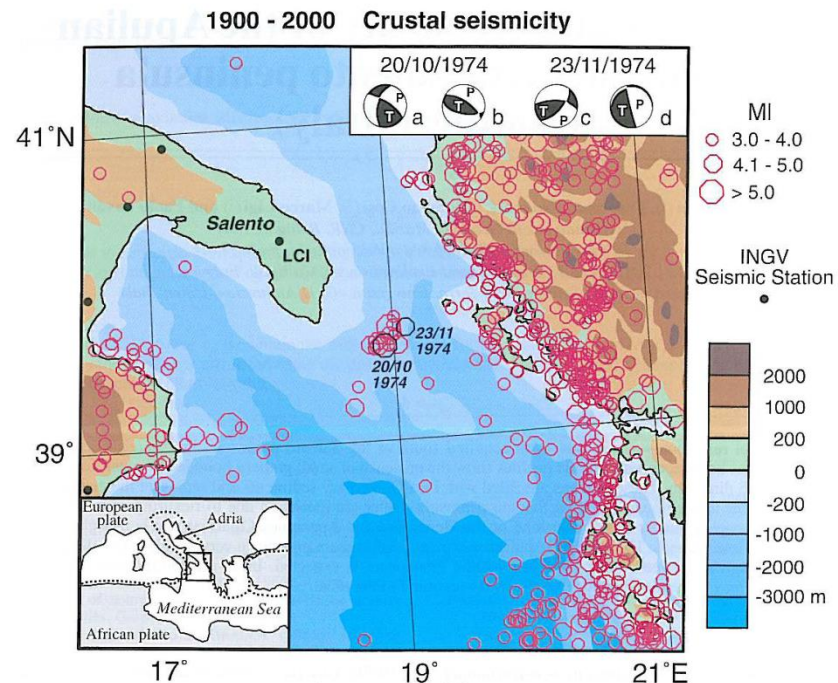 1900 - 2000 Crustal seismicity
20/10/1974 23/11/1974
P T a P T b T P c T P d
41°N
39°
17° 19° 21°E
Salento
LCI
23/11
1974
20/10
1974
Ml
3.0 - 4.0
4.1 - 5.0
> 5.0
INGV
Seismic Station
2000
1000
200
0
-200
-1000
-2000
-3000 m
European
plate
Adria
Mediterranean Sea
African plate